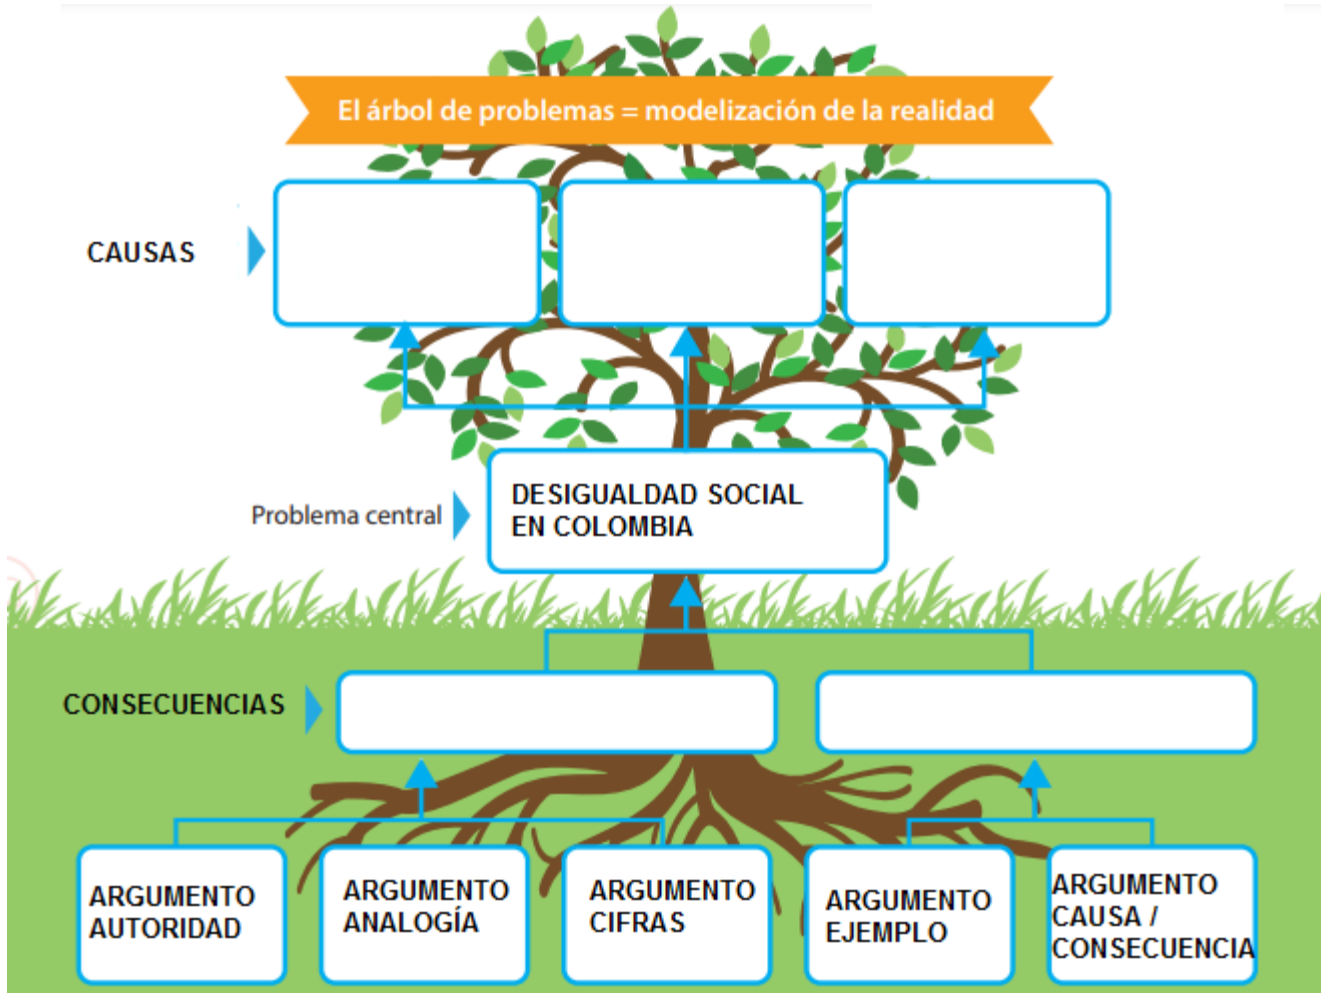 El árbol de problemas = modelización de la realidad
CAUSAS
Problema central
DESIGUALDAD SOCIAL
EN COLOMBIA
CONSECUENCIAS
ARGUMENTO
AUTORIDAD
ARGUMENTO
ANALOGÍA
ARGUMENTO
CIFRAS
ARGUMENTO
EJEMPLO
ARGUMENTO
CAUSA /
CONSECUENCIA